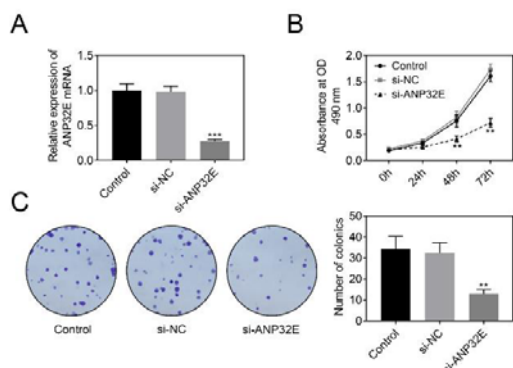 A
Relative expression of
ANP32E mRNA
1.5
1.0
0.5
0.0
***
Control
si-NC
si-ANP32E
B
Absorbance at OD
490 nm
2.0
1.5
1.0
0.5
0.0
Control
si-NC
si-ANP32E
**
**
0h
24h
48h
72h
C
Control
si-NC
si-ANP32E
Number of colonics
50
40
30
20
10
0
**
Control
si-NC
si-ANP32E